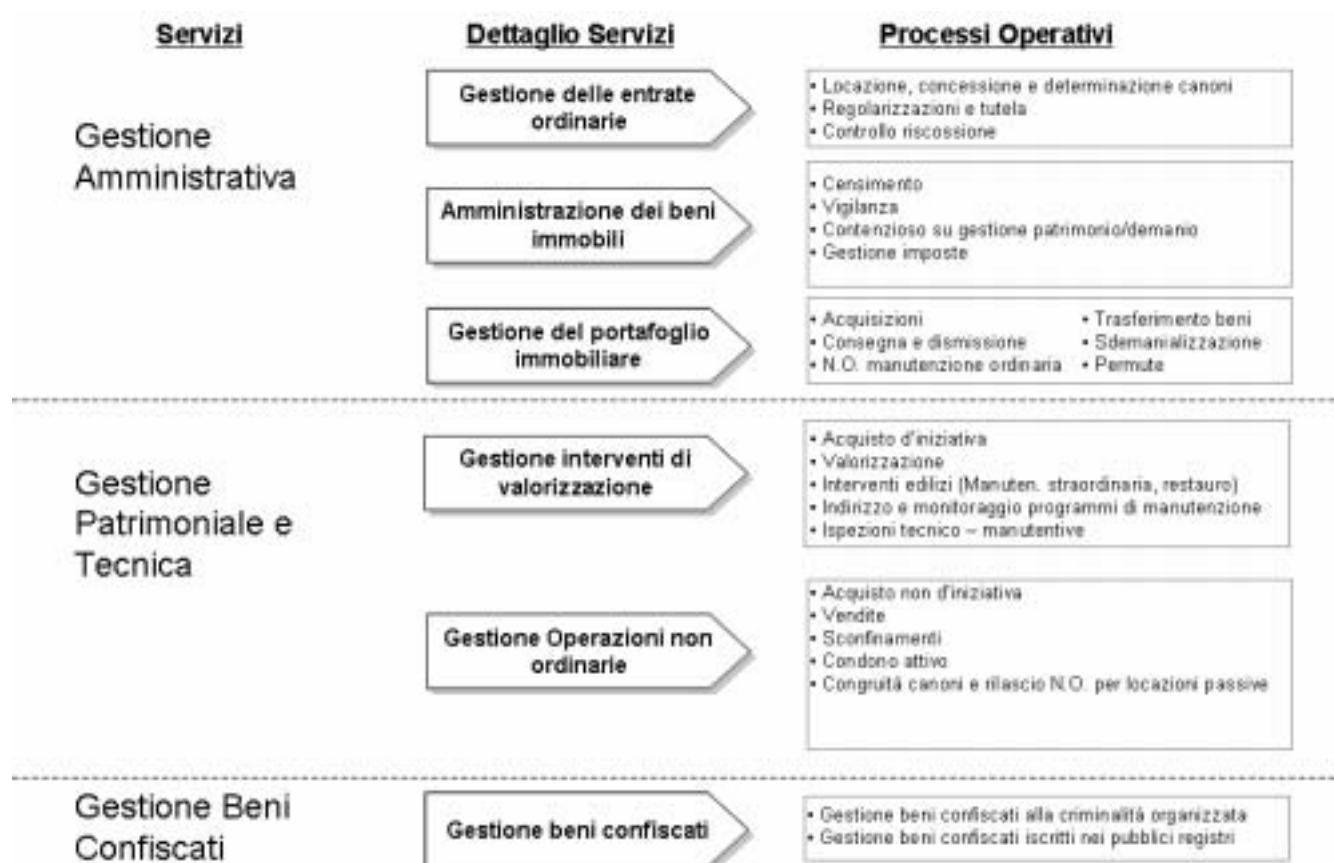 Servizi
Dettaglio Servizi
Processi Operativi
Gestione
Amministrativa
Gestione delle entrate
ordinarie
• Locazione, concessione e determinazione canoni
• Regolarizzazioni e tutela
• Controllo riscossione
Amministrazione dei beni
immobili
• Censimento
• Vigilanza
• Contenzioso su gestione patrimonio/demanio
• Gestione imposte
Gestione del portafoglio
immobiliare
• Acquisizioni
• Consegna e dismissione
• N.O. manutenzione ordinaria
• Trasferimento beni
• Sdemanializzazione
• Permute
Gestione
Patrimoniale e
Tecnica
Gestione interventi di
valorizzazione
• Acquisto d'iniziativa
• Valorizzazione
• Interventi edilizi (Manuten. straordinaria, restauro)
• Indirizzo e monitoraggio programmi di manutenzione
• Ispezioni tecnico – manutentive
Gestione Operazioni non
ordinarie
• Acquisto non d'iniziativa
• Vendite
• Sconfinamenti
• Condono attivo
• Congruità canoni e rilascio N.O. per locazioni passive
Gestione Beni
Confiscati
Gestione beni confiscati
• Gestione beni confiscati alla criminalità organizzata
• Gestione beni confiscati iscritti nei pubblici registri